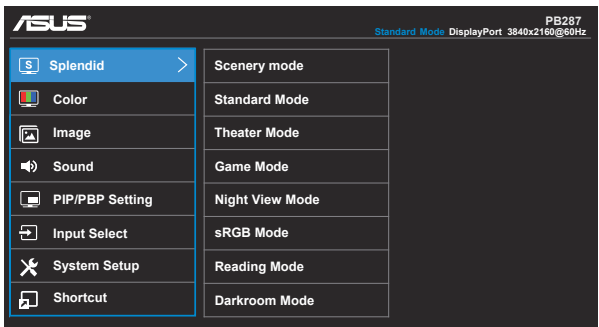 ASUS
PB287
Standard Mode DisplayPort 3840x2160@60Hz
S Splendid
Color
Image
Sound
PIP/PBP Setting
Input Select
System Setup
Shortcut
Scenery mode
Standard Mode
Theater Mode
Game Mode
Night View Mode
sRGB Mode
Reading Mode
Darkroom Mode